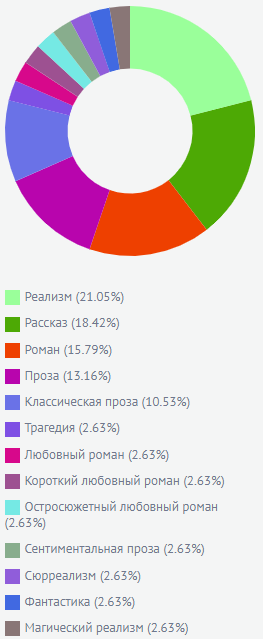 Реализм (21.05%)
Рассказ (18.42%)
Роман (15.79%)
Проза (13.16%)
Классическая проза (10.53%)
Трагедия (2.63%)
Любовный роман (2.63%)
Короткий любовный роман (2.63%)
Остросюжетный любовный роман
(2.63%)
Сентиментальная проза (2.63%)
Сюрреализм (2.63%)
Фантастика (2.63%)
Магический реализм (2.63%)